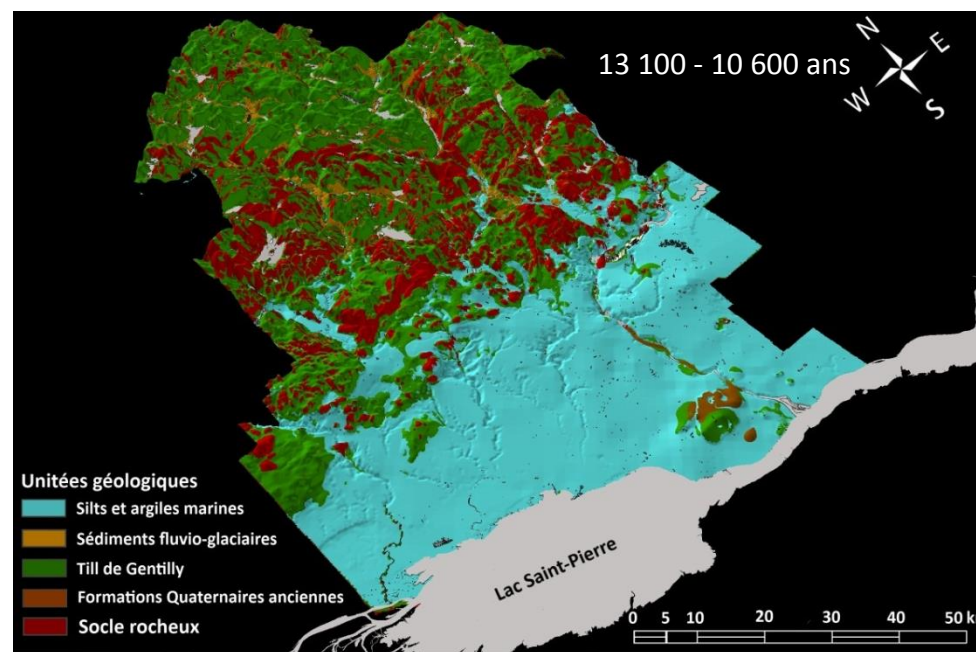 13 100 - 10 600 ans
N
E
W
S
Unitées géologiques
Silts et argiles marines
Sédiments fluvio-glaciaires
Till de Gentilly
Formations Quaternaires anciennes
Socle rocheux
Lac Saint-Pierre
0 5 10 20 30 40 50 k